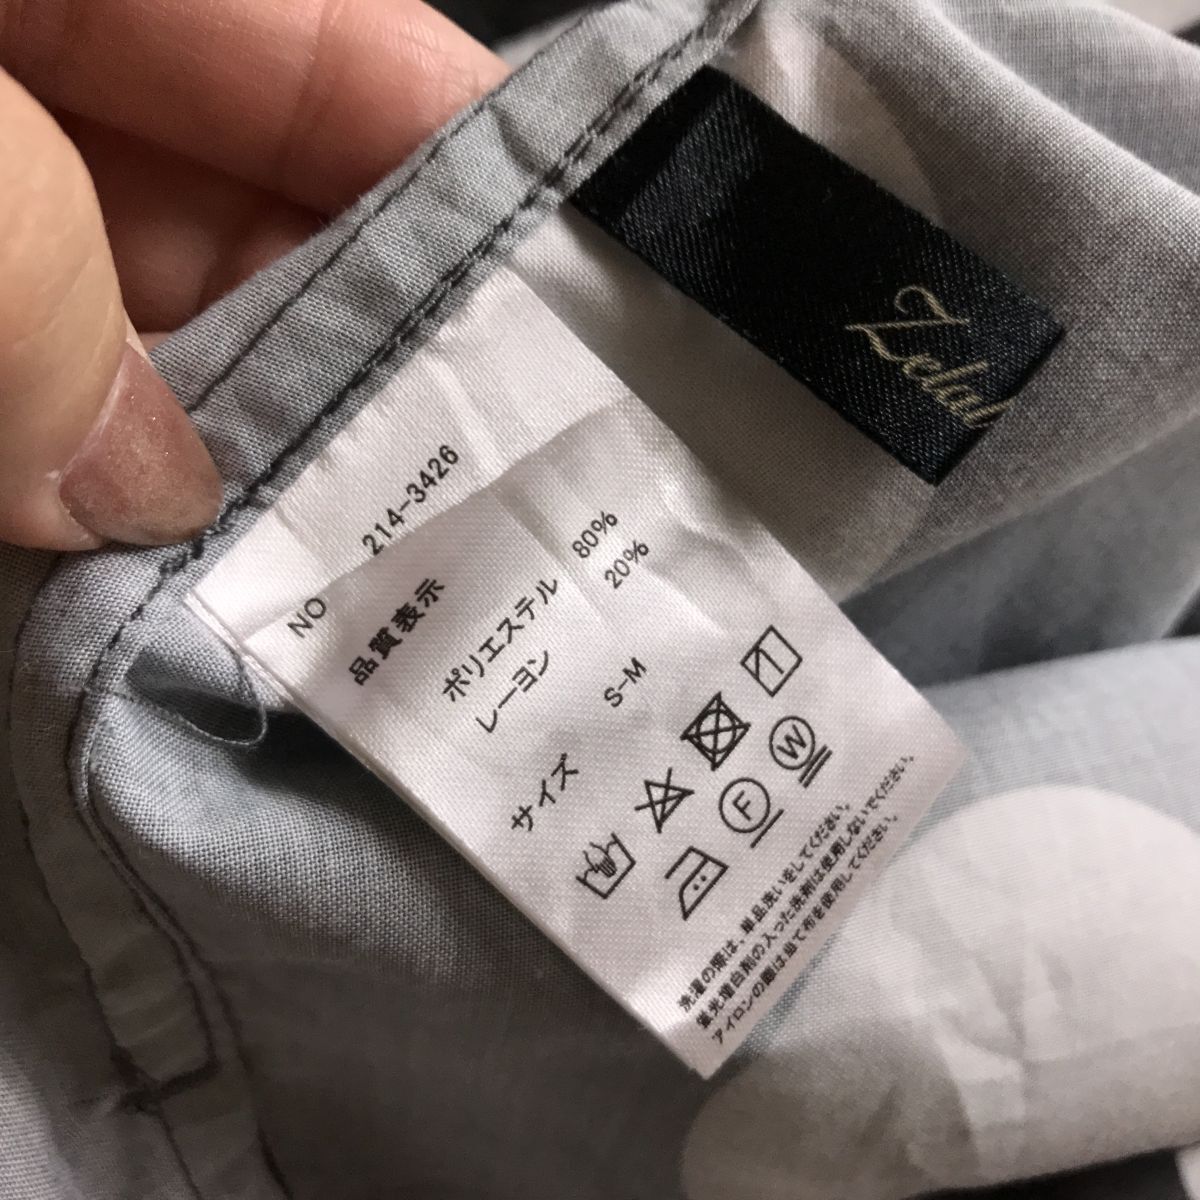 Zelal
NO 214-3426
品質表示
ポリエステル 80%
レーヨン 20%
サイズ S-M
F W
洗濯の際は、単品洗いをしてください。
蛍光増白剤の入った洗剤は使用しないでください。
アイロンの際は当て布を使用してください。